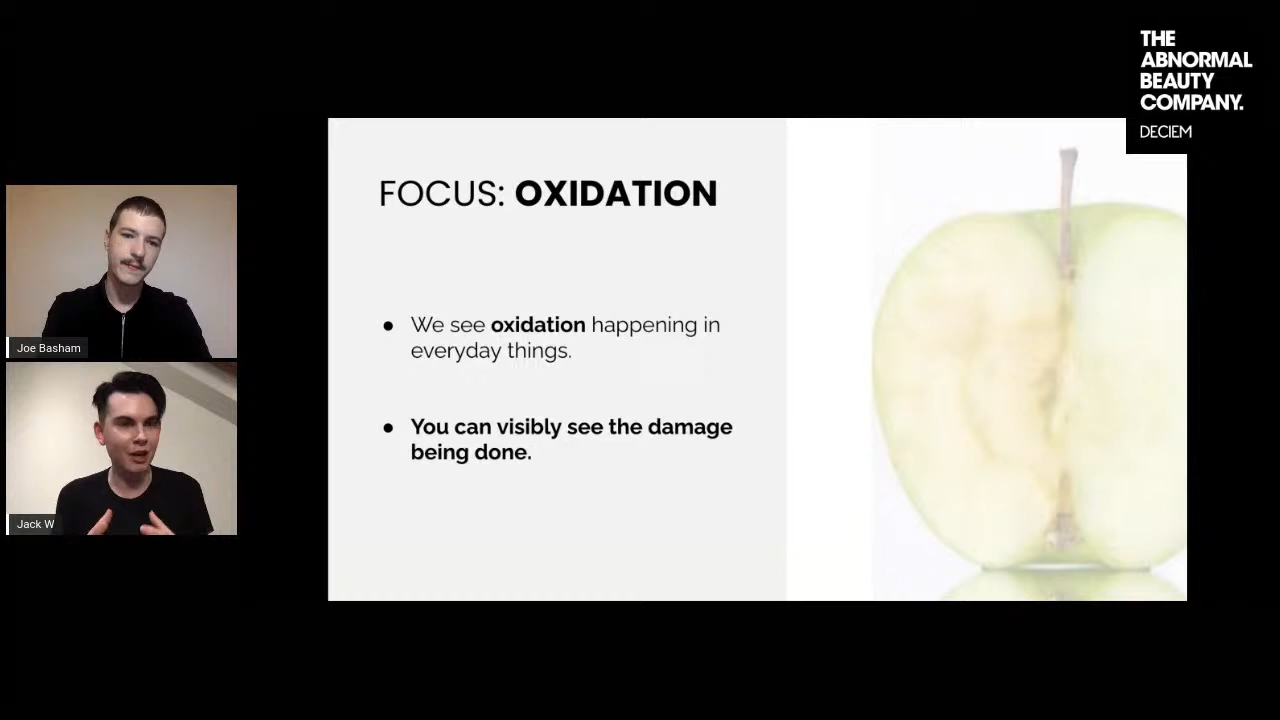 THE
ABNORMAL
BEAUTY
COMPANY.
DECIEM
FOCUS: OXIDATION
● We see oxidation happening in
everyday things.
● You can visibly see the damage
being done.
Joe Basham
Jack W